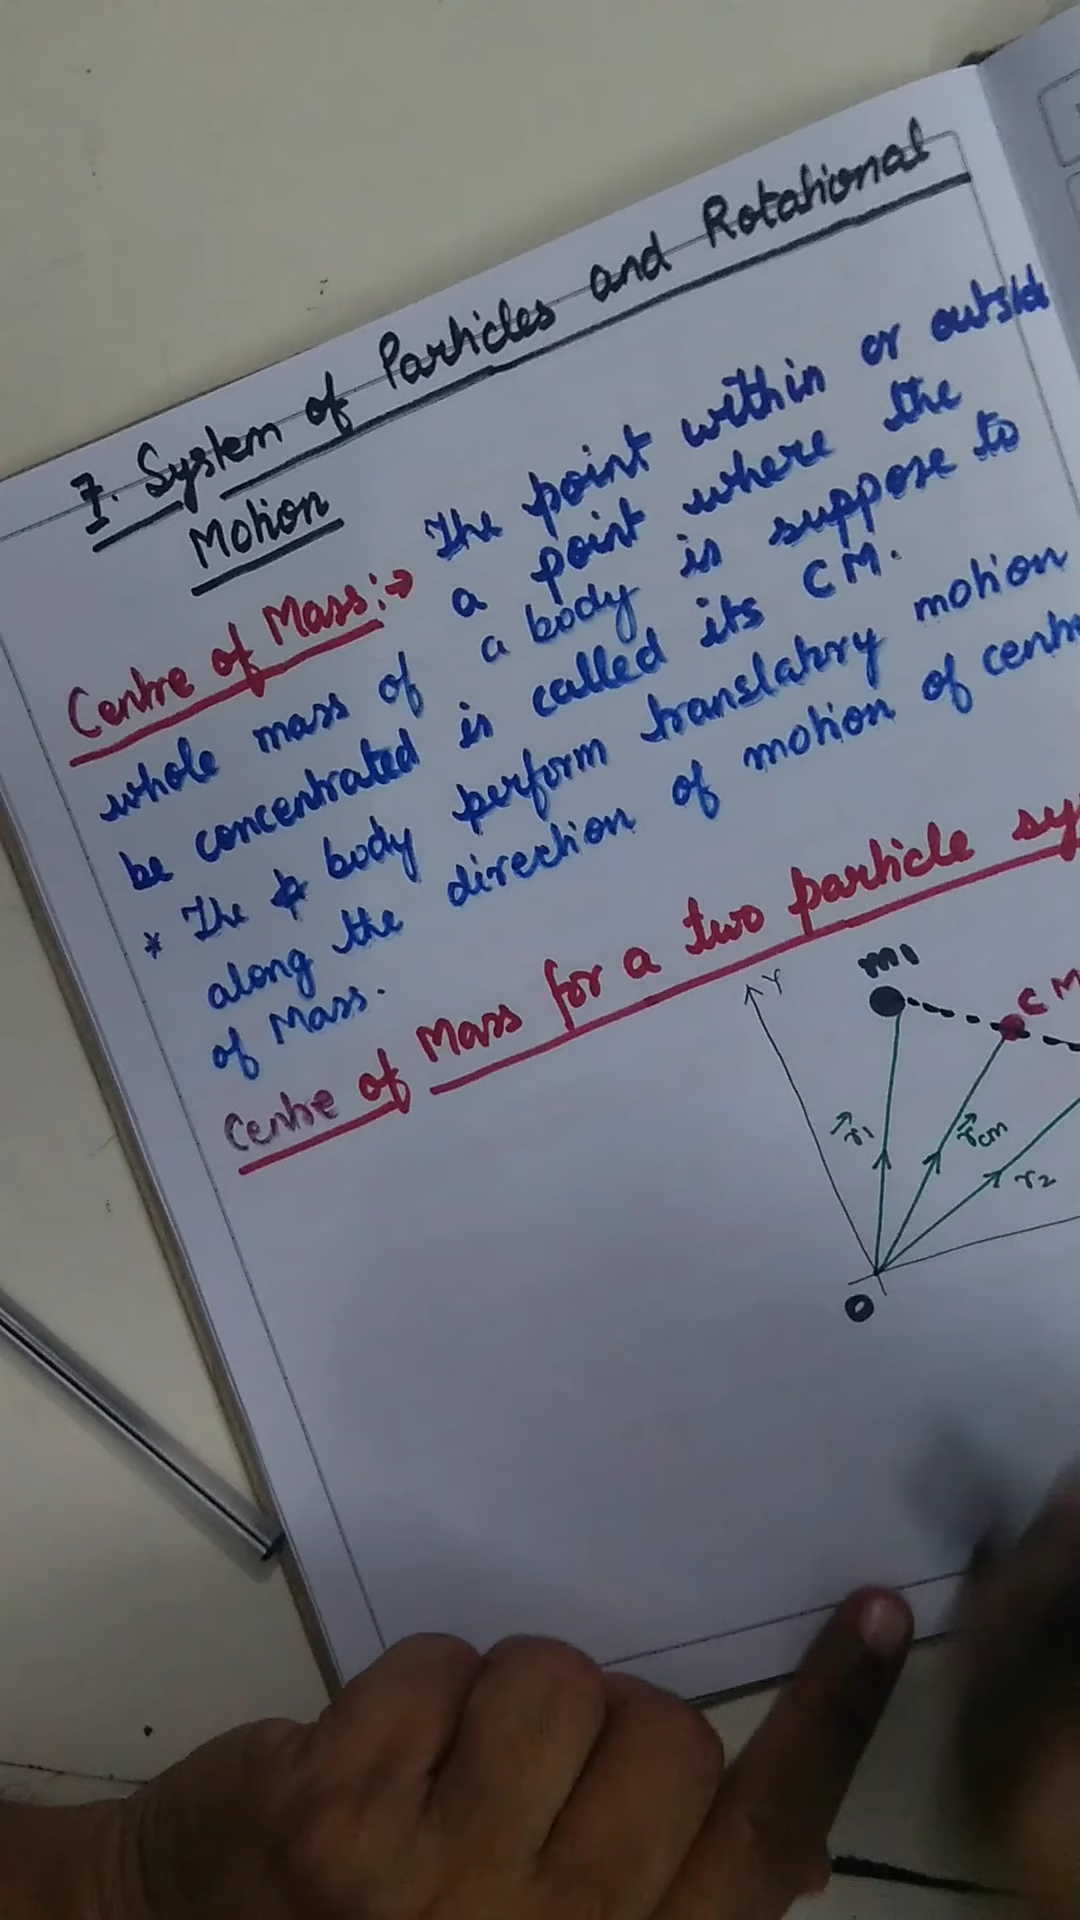 7. System of Particles and Rotational
Motion
Centre of Mass:→ The point within or outside
a point where the
whole mass of a body is suppose to
be concentrated is called its CM.
* The body perform translatory motion
along the direction of motion of centre
of Mass.
Centre of Mass for a two particle
Y
m1
CM
r⃗1
r⃗cm
r2
O